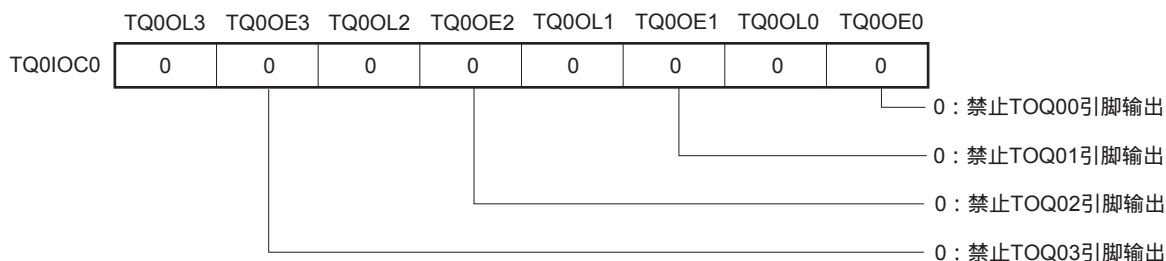 TQ0OL3 TQ0OE3 TQ0OL2 TQ0OE2 TQ0OL1 TQ0OE1 TQ0OL0 TQ0OE0
TQ0IOC0 0 0 0 0 0 0 0 0
0：禁止TOQ00引脚输出
0：禁止TOQ01引脚输出
0：禁止TOQ02引脚输出
0：禁止TOQ03引脚输出